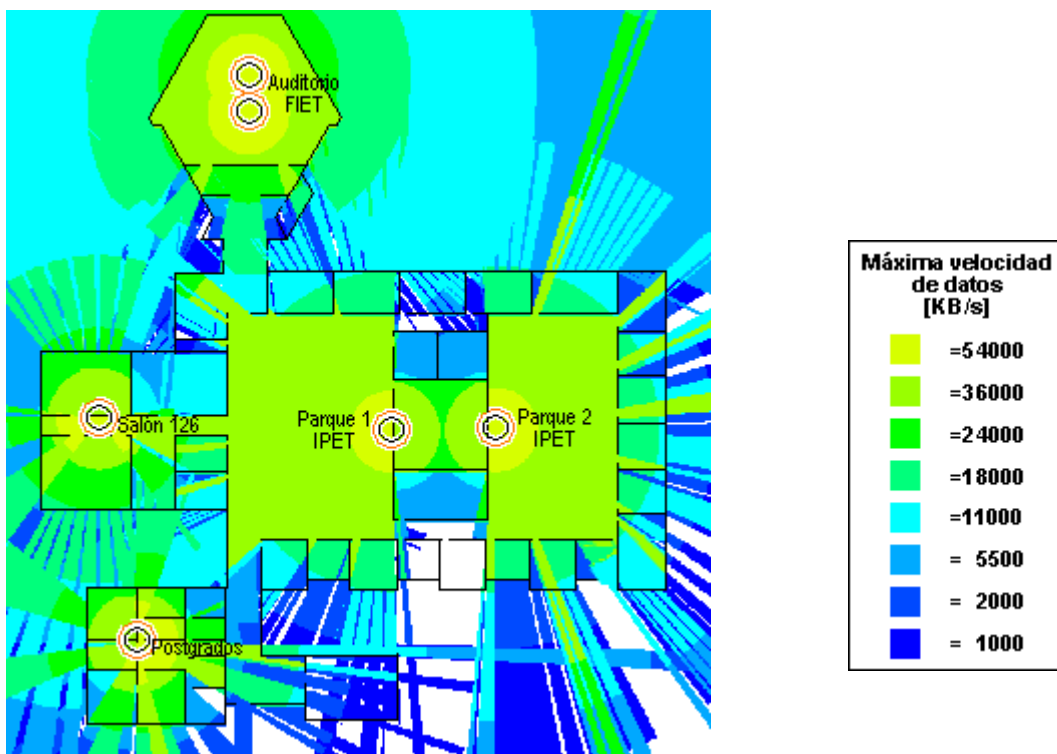 Auditorio
FIET
Salón 126
Parque 1
IPET
Parque 2
IPET
Postgrados
Máxima velocidad
de datos
[KB/s]
=54000
=36000
=24000
=18000
=11000
= 5500
= 2000
= 1000